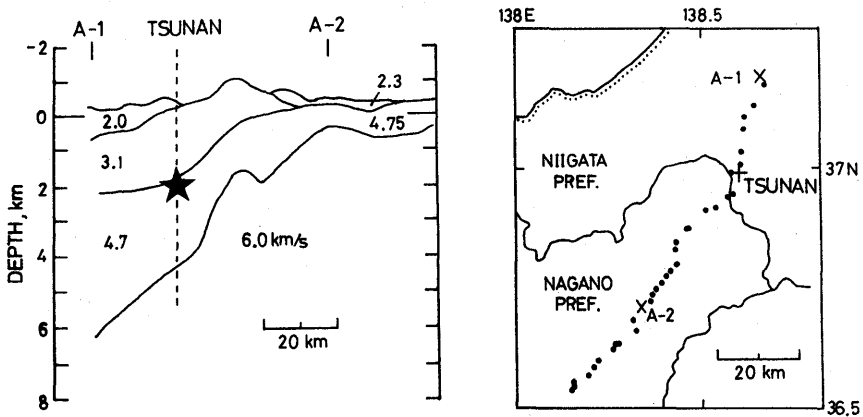 A-1 TSUNAN A-2
-2
0
2
4
6
8
DEPTH, km
2.3
2.0
4.75
3.1
4.7
6.0 km/s
20 km
138E 138.5
A-1
NIIGATA
PREF.
37N
TSUNAN
NAGANO
PREF.
A-2
20 km
36.5